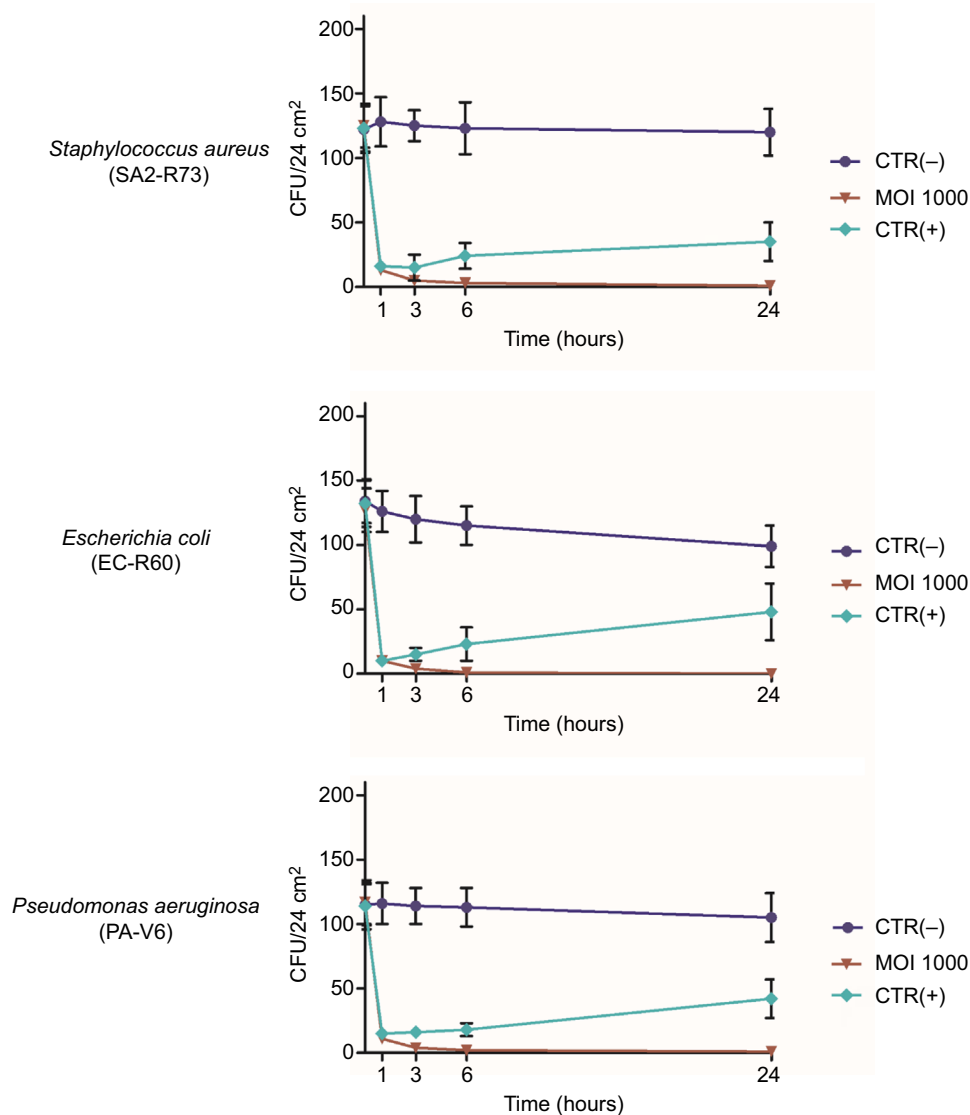 200
150
100
50
0
CFU/24 cm²
Staphylococcus aureus
(SA2-R73)
CTR(–)
MOI 1000
CTR(+)
1 3 6 24
Time (hours)
200
150
100
50
0
CFU/24 cm²
Escherichia coli
(EC-R60)
CTR(–)
MOI 1000
CTR(+)
1 3 6 24
Time (hours)
200
150
100
50
0
CFU/24 cm²
Pseudomonas aeruginosa
(PA-V6)
CTR(–)
MOI 1000
CTR(+)
1 3 6 24
Time (hours)